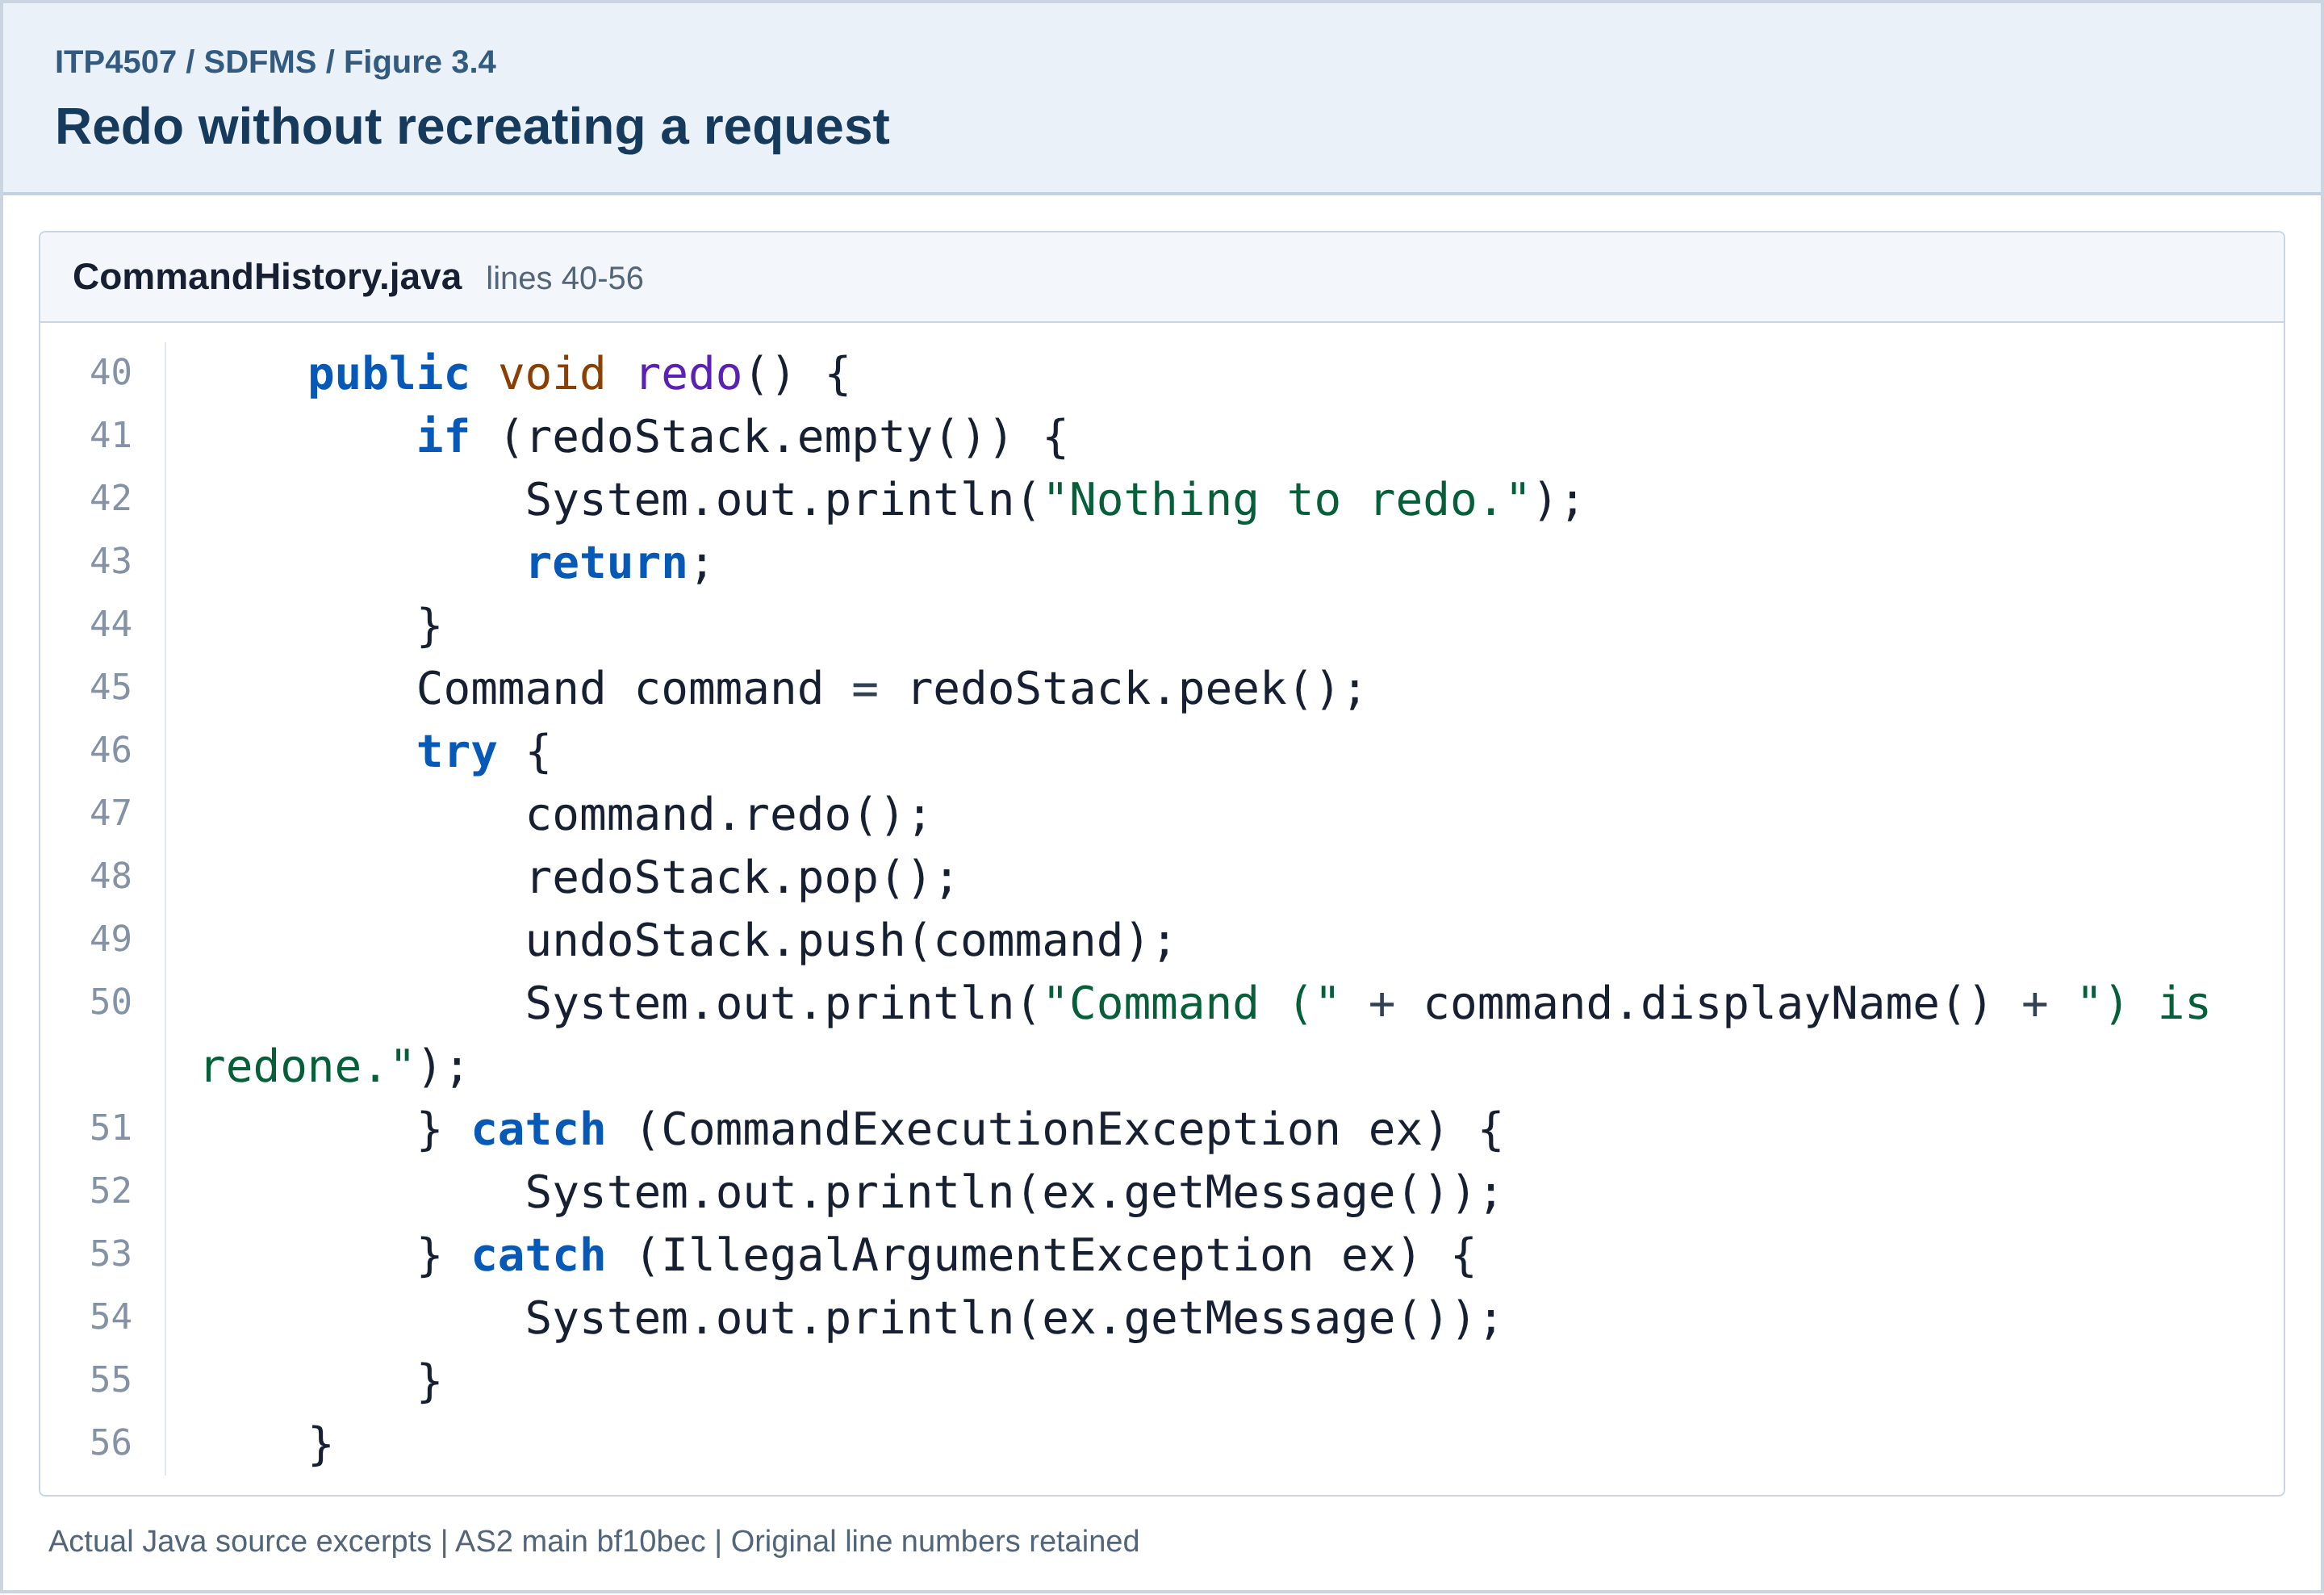 ITP4507 / SDFMS / Figure 3.4
Redo without recreating a request
CommandHistory.java lines 40-56
40 public void redo() {
41 if (redoStack.empty()) {
42 System.out.println("Nothing to redo.");
43 return;
44 }
45 Command command = redoStack.peek();
46 try {
47 command.redo();
48 redoStack.pop();
49 undoStack.push(command);
50 System.out.println("Command (" + command.displayName() + ") is
redone.");
51 } catch (CommandExecutionException ex) {
52 System.out.println(ex.getMessage());
53 } catch (IllegalArgumentException ex) {
54 System.out.println(ex.getMessage());
55 }
56 }
Actual Java source excerpts | AS2 main bf10bec | Original line numbers retained